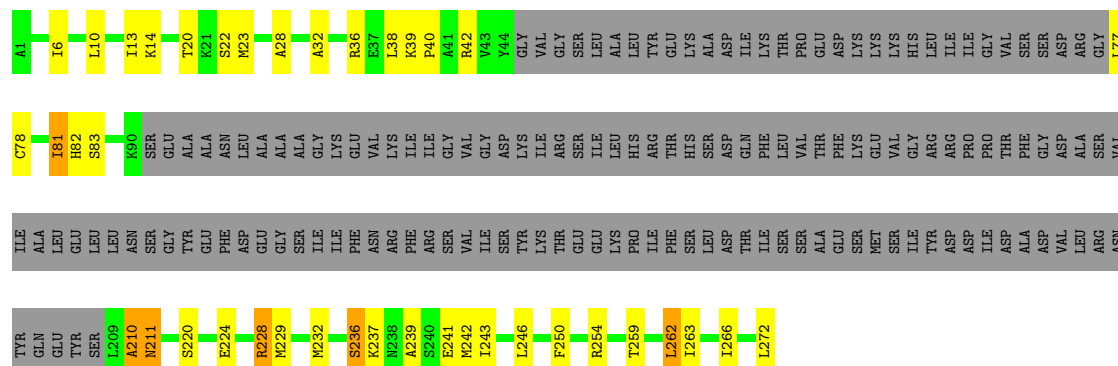 A1 I6 L10 I13 K14 T20 K21 S22 M23 A28 A32 R36 E37 L38 K39 P40 A41 R42 V43 Y44 GLY VAL GLY SER LEU ALA LEU TYR GLU LYS ALA ASP ILE LYS THR PRO GLU ASP LYS LYS LYS HIS LEU ILE ILE GLY VAL SER SER ASP ARG GLY L77
C78 I81 H82 S83 K90 SER GLU ALA ALA ASN LEU ALA ALA ALA GLY LYS GLU VAL LYS ILE ILE GLY VAL GLY ASP LYS ILE ARG SER ILE LEU HIS ARG THR HIS SER ASP GLN PHE LEU VAL THR PHE LYS GLU VAL GLY ARG ARG PRO PRO THR PHE GLY ASP ALA SER VAL
ILE ALA LEU GLU LEU LEU ASN SER GLY TYR GLU PHE ASP GLU GLY SER ILE ILE PHE ASN ARG PHE ARG SER VAL ILE SER TYR LYS THR GLU GLU LYS PRO ILE PHE SER LEU ASP THR ILE SER SER ALA GLU SER MET SER ILE TYR ASP ASP ILE ASP ALA ASP VAL LEU ARG ASN
TYR GLN GLU TYR SER L209 A210 N211 S220 E224 R228 M229 M232 S236 K237 N238 A239 S240 E241 M242 I243 L246 F250 R254 T259 L262 I263 I266 L272